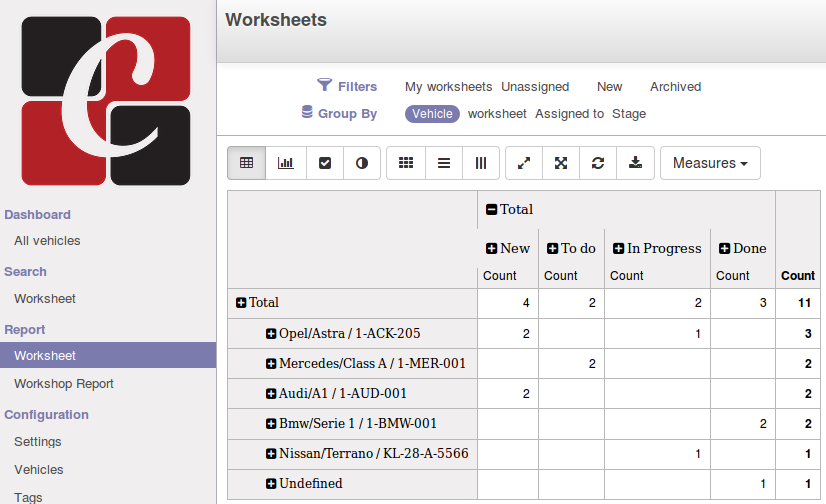 C
Dashboard
All vehicles
Search
Worksheet
Report
Worksheet
Workshop Report
Configuration
Settings
Vehicles
Tags
Worksheets
Filters My worksheets Unassigned New Archived
Group By Vehicle worksheet Assigned to Stage
Measures
Total
New To do In Progress Done
Count Count Count Count Count
Total 4 2 2 3 11
Opel/Astra / 1-ACK-205 2 1 3
Mercedes/Class A / 1-MER-001 2 2
Audi/A1 / 1-AUD-001 2 2
Bmw/Serie 1 / 1-BMW-001 2 2
Nissan/Terrano / KL-28-A-5566 1 1
Undefined 1 1